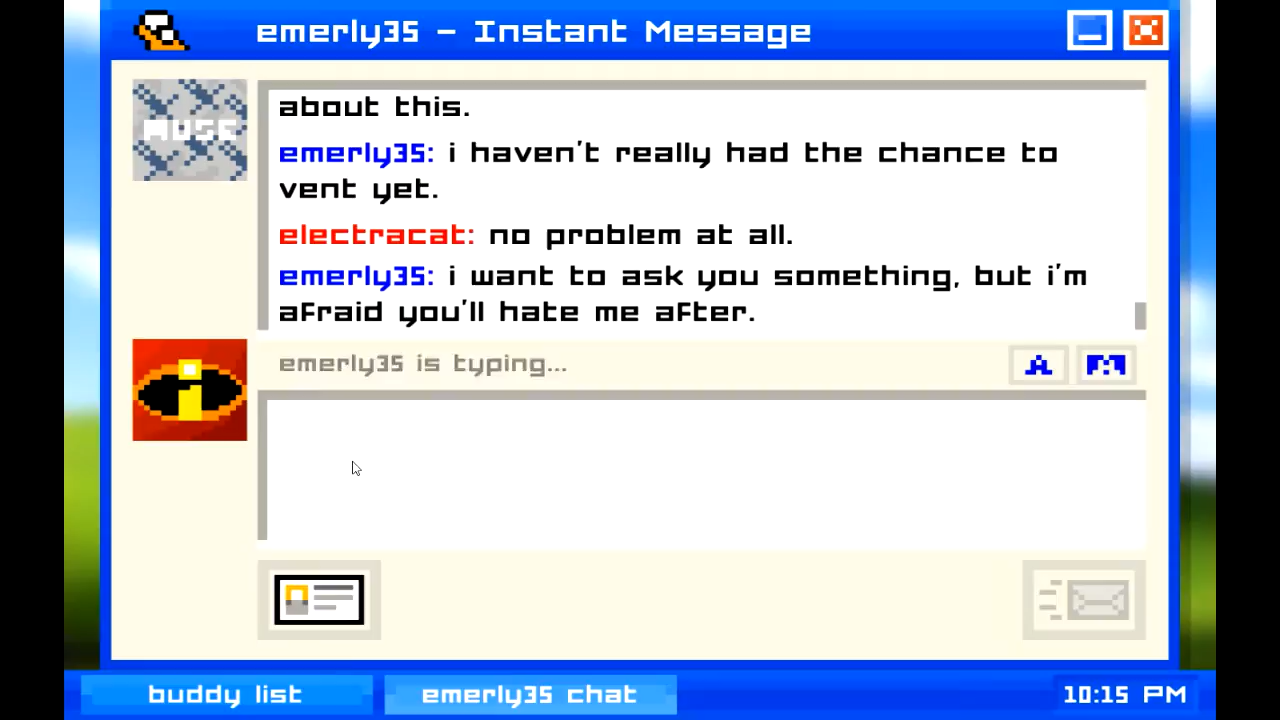 emerly35 - Instant Message
about this.
emerly35: i haven't really had the chance to
vent yet.
electracat: no problem at all.
emerly35: i want to ask you something, but i'm
afraid you'll hate me after.
MUSE
emerly35 is typing...
A
i
buddy list
emerly35 chat
10:15 PM